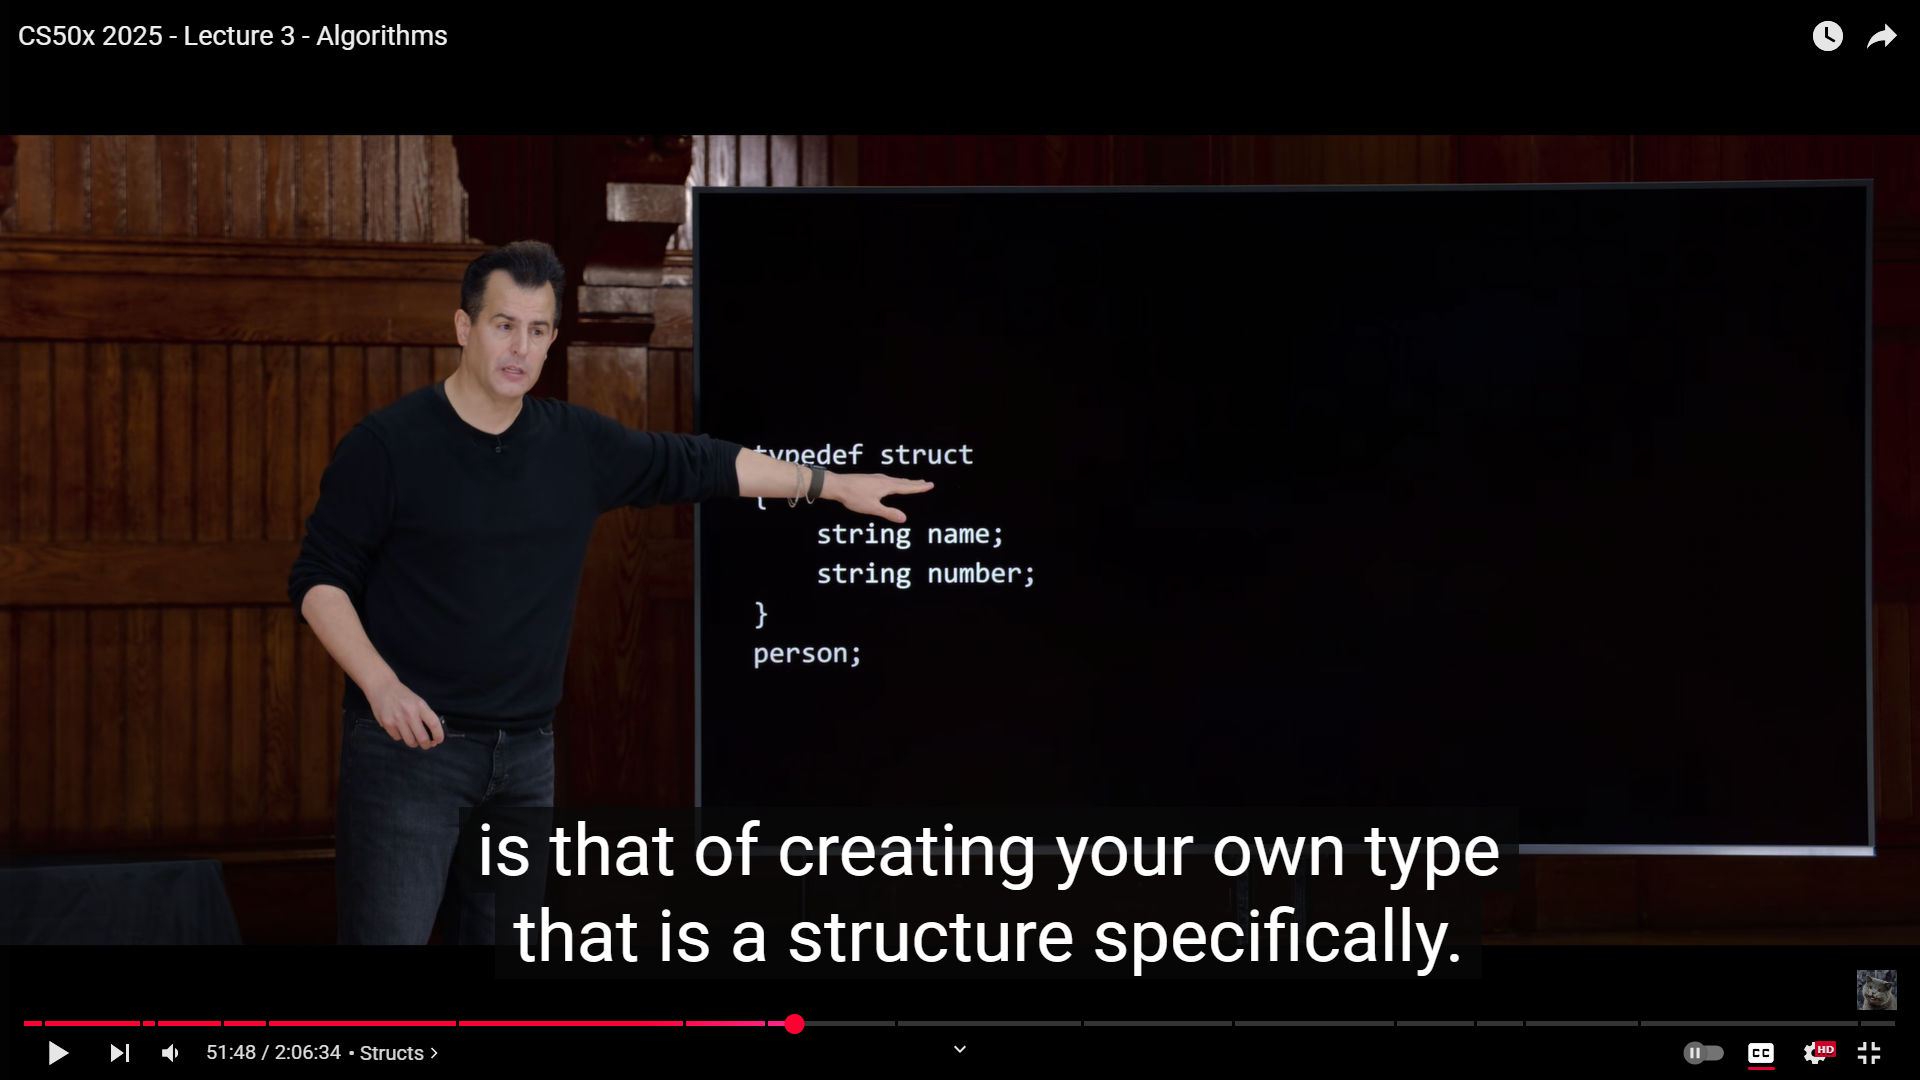 CS50x 2025 - Lecture 3 - Algorithms
typedef struct
{
string name;
string number;
}
person;
is that of creating your own type
that is a structure specifically.
51:48 / 2:06:34 • Structs >
CC
HD